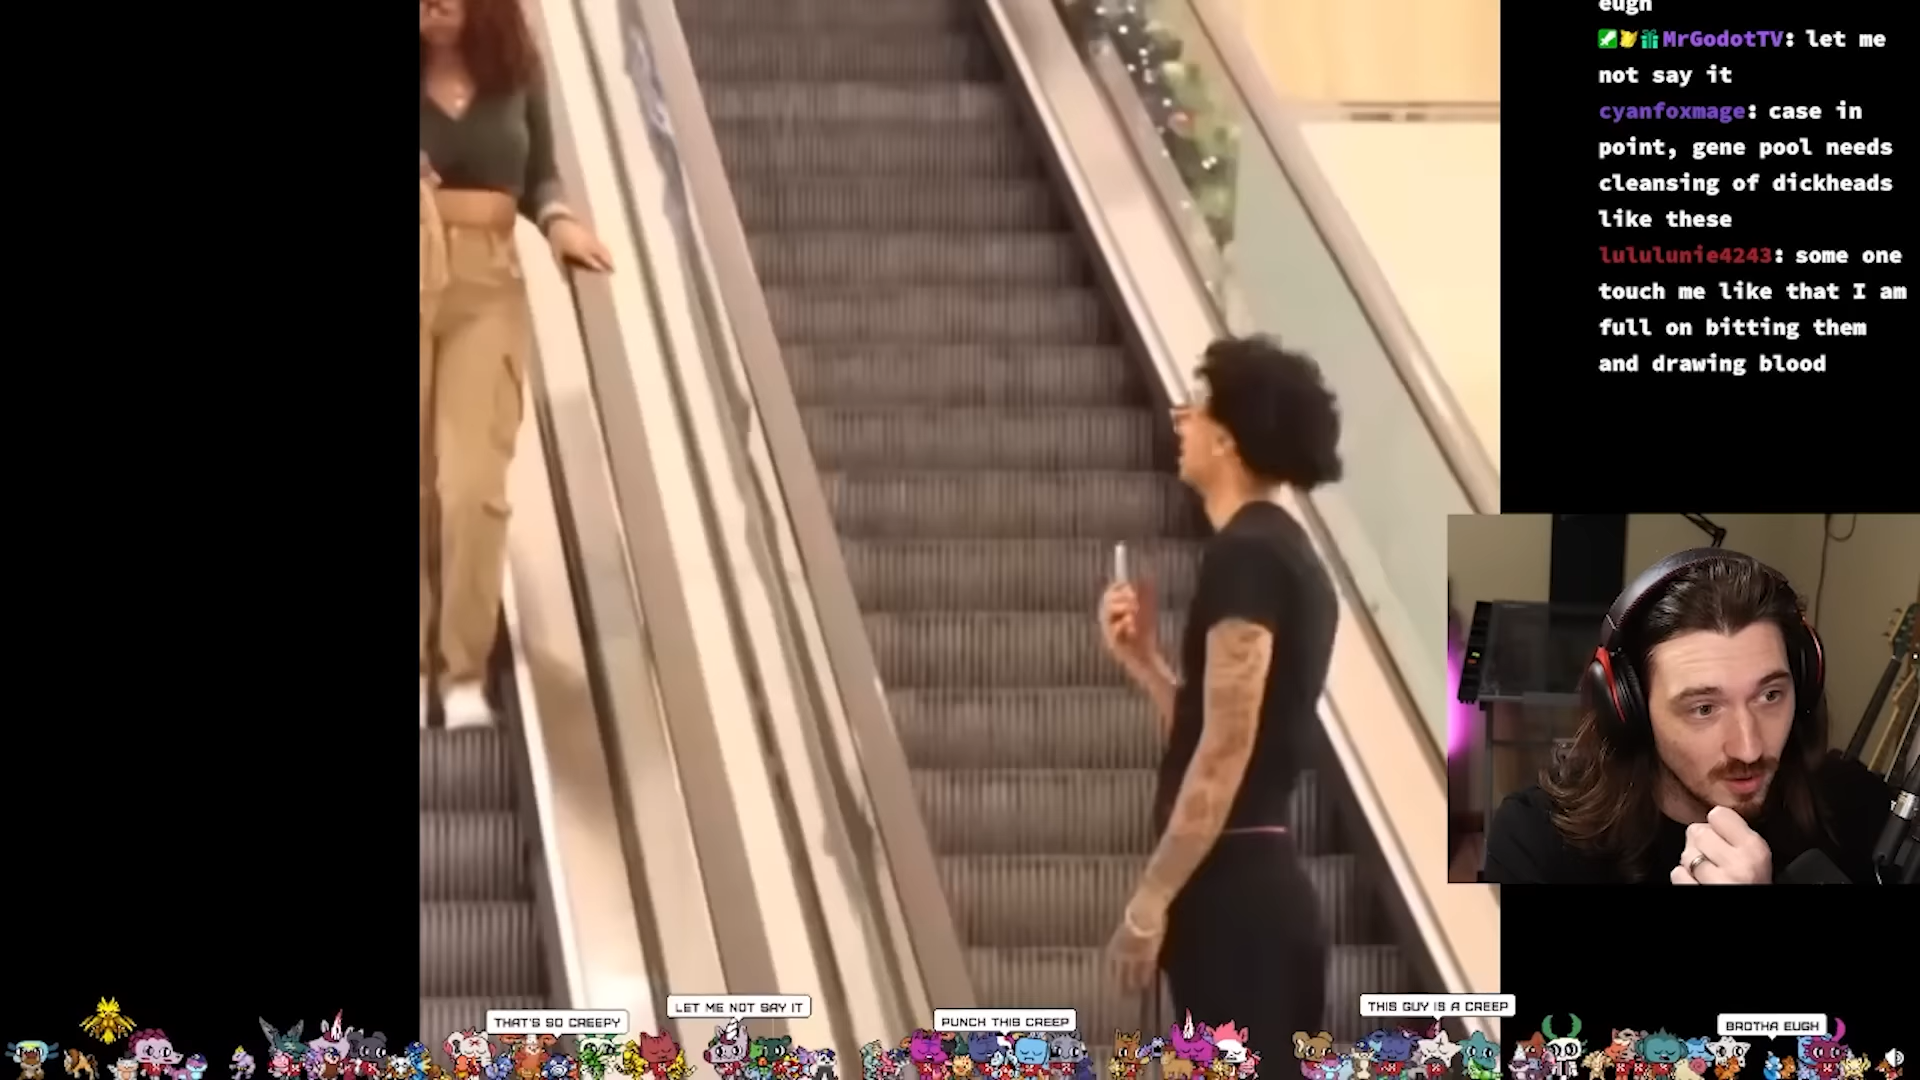 eugh
MrGodotTV: let me
not say it
cyanfoxmage: case in
point, gene pool needs
cleansing of dickheads
like these
lululunie4243: some one
touch me like that I am
full on bitting them
and drawing blood
THAT'S SO CREEPY
LET ME NOT SAY IT
PUNCH THIS CREEP
THIS GUY IS A CREEP
BROTHA EUGH